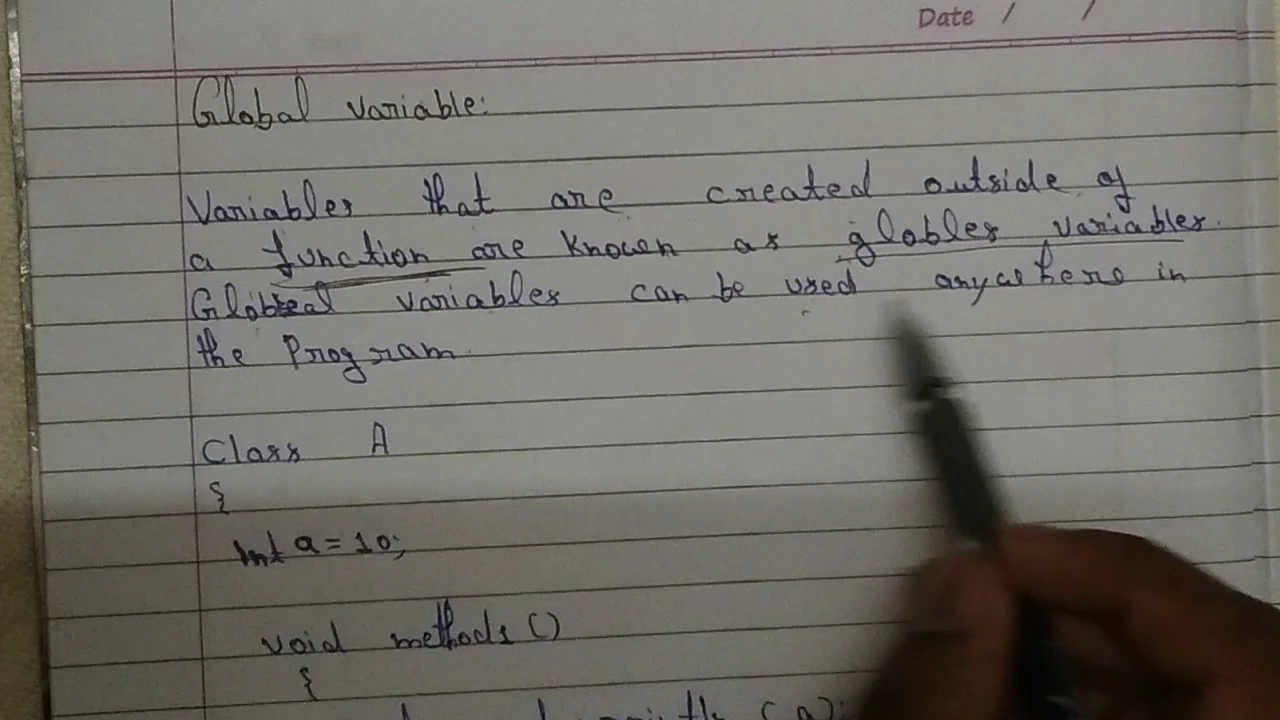 Date / /
Global variable:
Variables that are created outside of
a function are known as globles variables.
Global variables can be used anywhere in
the Program.
Class A
{
int a = 10;
void methods ()
{
(a);